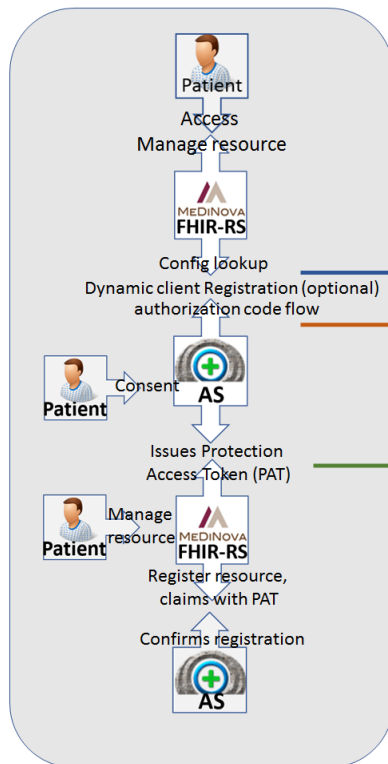 Patient
Access
Manage resource
MEDINOVA
FHIR-RS
Config lookup
Dynamic client Registration (optional)
authorization code flow
Consent
Patient
AS
Issues Protection
Access Token (PAT)
Manage
resource
Patient
MEDINOVA
FHIR-RS
Register resource,
claims with PAT
Confirms registration
AS